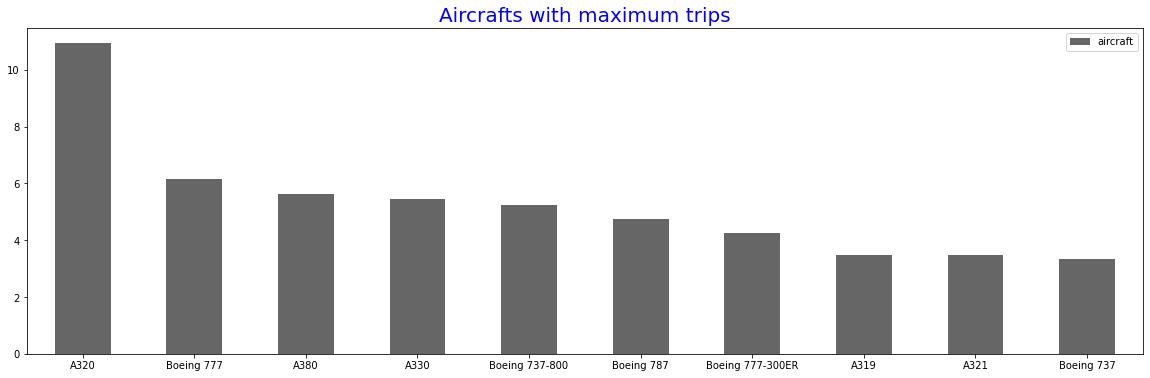 Aircrafts with maximum trips
aircraft
10
8
6
4
2
0
A320 Boeing 777 A380 A330 Boeing 737-800 Boeing 787 Boeing 777-300ER A319 A321 Boeing 737